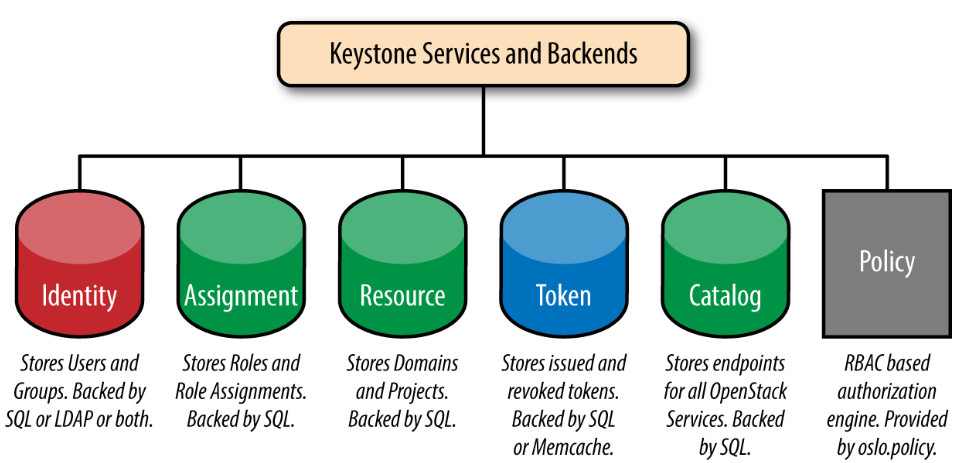 Keystone Services and Backends
Identity
Assignment
Resource
Token
Catalog
Policy
Stores Users and
Groups. Backed by
SQL or LDAP or both.
Stores Roles and
Role Assignments.
Backed by SQL.
Stores Domains
and Projects.
Backed by SQL.
Stores issued and
revoked tokens.
Backed by SQL
or Memcache.
Stores endpoints
for all OpenStack
Services. Backed
by SQL.
RBAC based
authorization
engine. Provided
by oslo.policy.